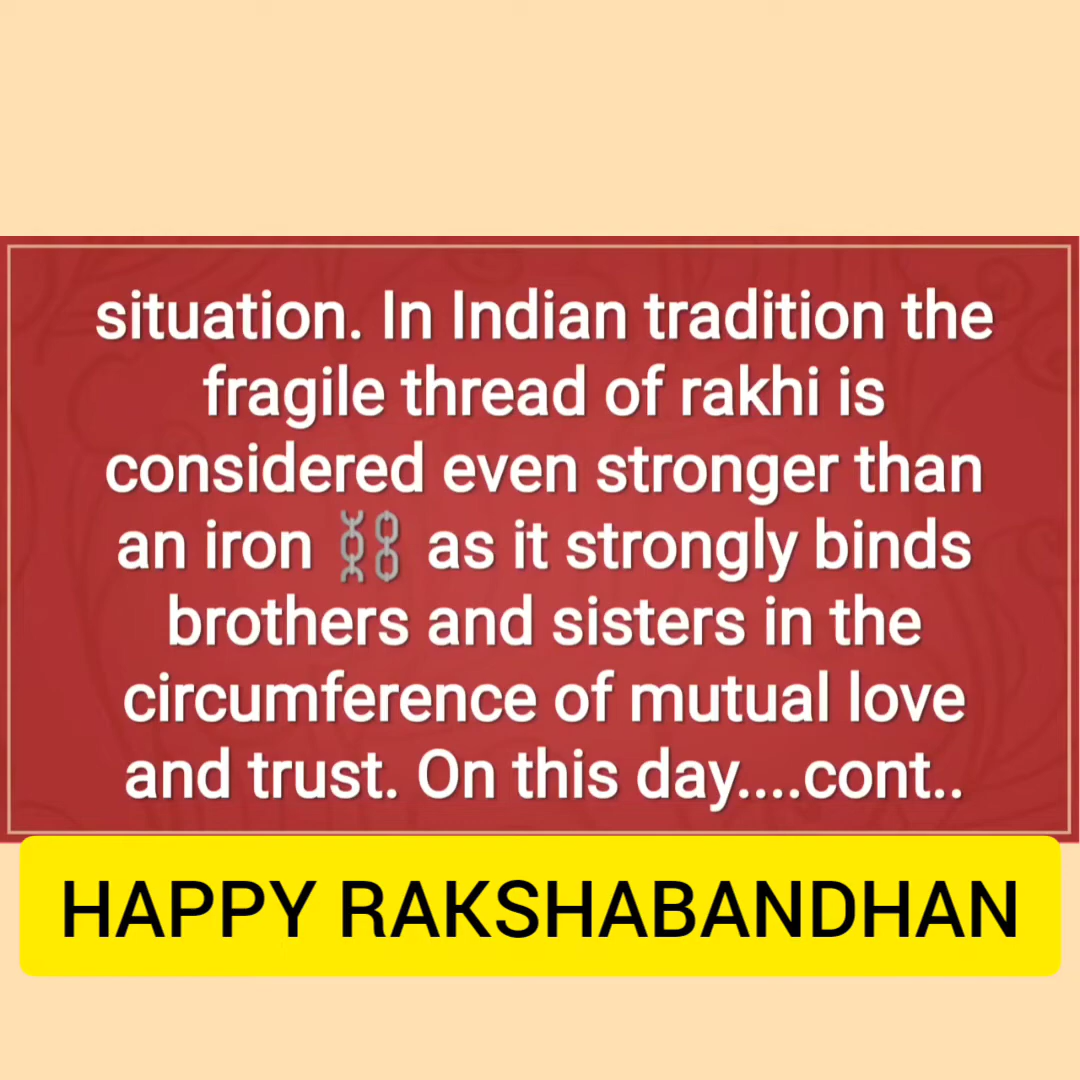 situation. In Indian tradition the
fragile thread of rakhi is
considered even stronger than
an iron ⛓ as it strongly binds
brothers and sisters in the
circumference of mutual love
and trust. On this day....cont..
HAPPY RAKSHABANDHAN